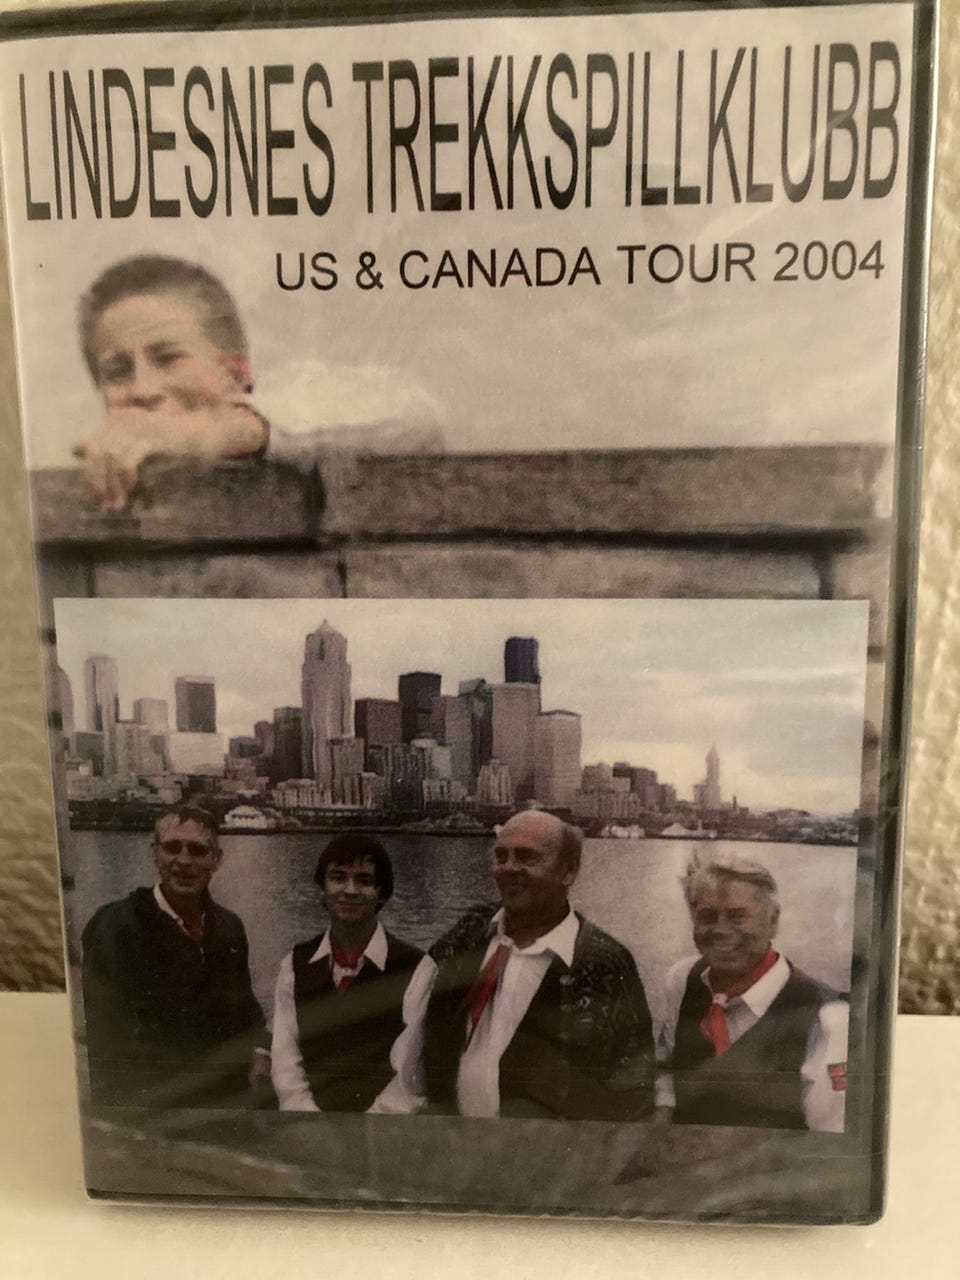 LINDESNES TREKKSPILLKLUBB
US & CANADA TOUR 2004